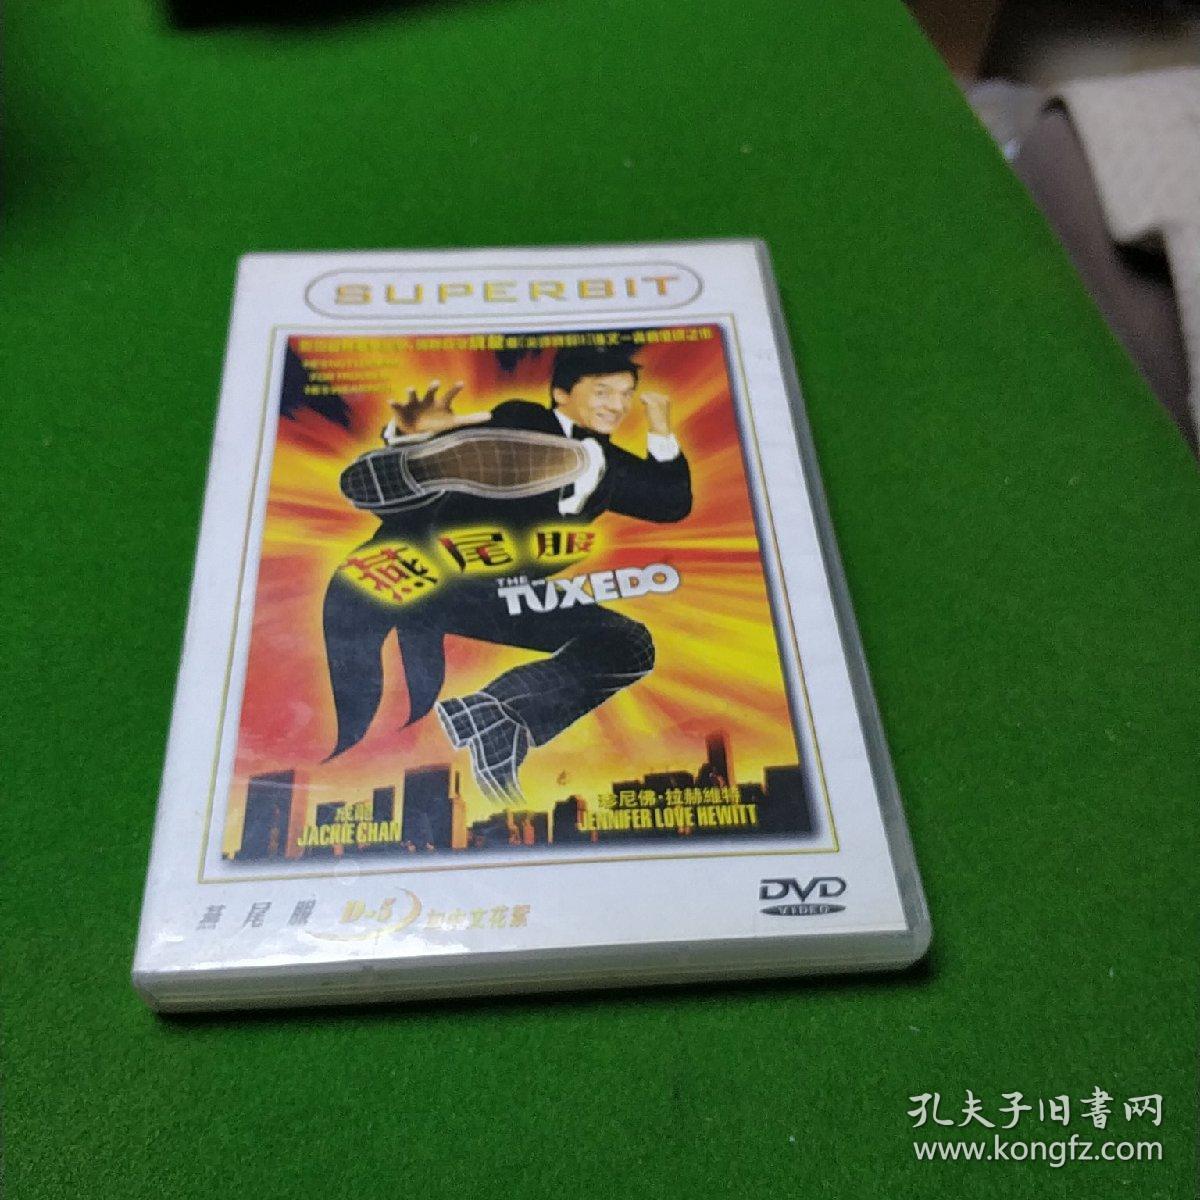 SUPERBIT
燕尾服
THE
TUXEDO
成龍
JACKIE CHAN
珍尼佛·拉赫維特
JENNIFER LOVE HEWITT
燕尾服 D-5 加中文花絮
DVD
VIDEO
孔夫子旧書网
www.kongfz.com